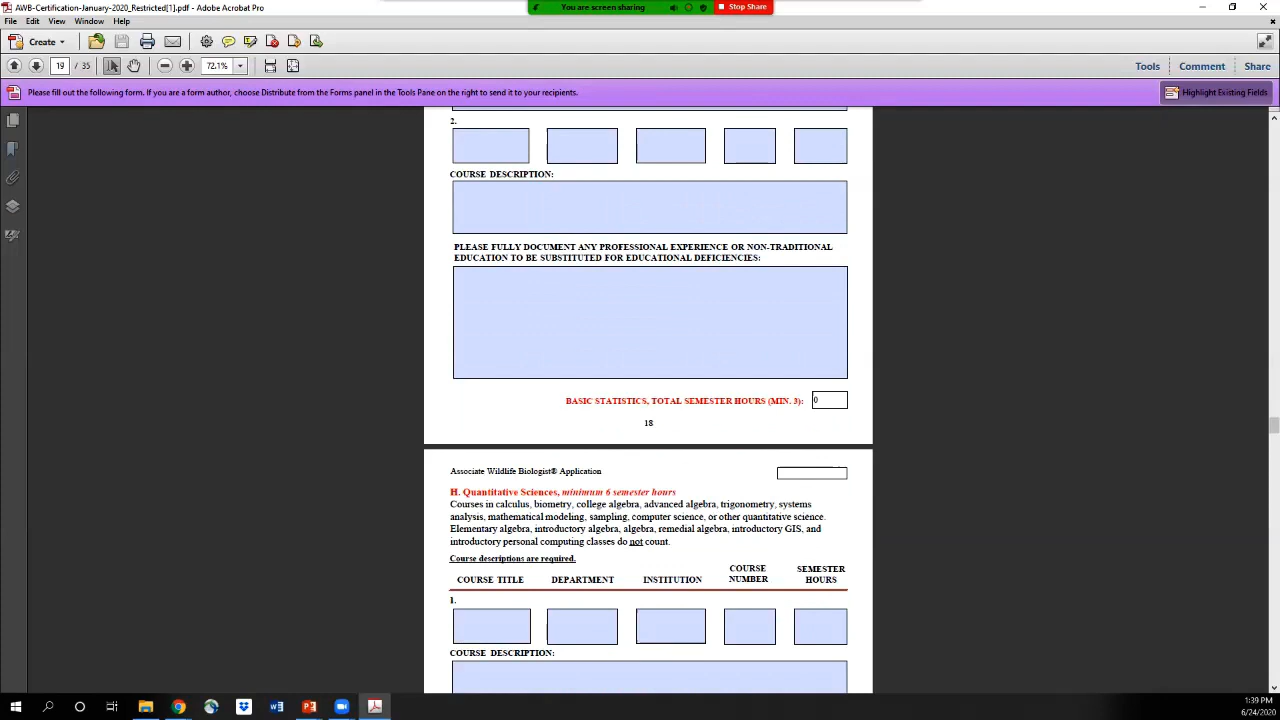 AWB-Certification-January-2020_Restricted[1].pdf - Adobe Acrobat Pro
You are screen sharing
Stop Share
File Edit View Window Help
Create
19 / 35
72.1%
Tools Comment Share
Please fill out the following form. If you are a form author, choose Distribute from the Forms panel in the Tools Pane on the right to send it to your recipients.
Highlight Existing Fields
2.
COURSE DESCRIPTION:
PLEASE FULLY DOCUMENT ANY PROFESSIONAL EXPERIENCE OR NON-TRADITIONAL
EDUCATION TO BE SUBSTITUTED FOR EDUCATIONAL DEFICIENCIES:
BASIC STATISTICS, TOTAL SEMESTER HOURS (MIN. 3): 0
18
Associate Wildlife Biologist® Application
H. Quantitative Sciences, minimum 6 semester hours
Courses in calculus, biometry, college algebra, advanced algebra, trigonometry, systems
analysis, mathematical modeling, sampling, computer science, or other quantitative science.
Elementary algebra, introductory algebra, algebra, remedial algebra, introductory GIS, and
introductory personal computing classes do not count.
Course descriptions are required.
COURSE TITLE DEPARTMENT INSTITUTION COURSE NUMBER SEMESTER HOURS
1.
COURSE DESCRIPTION:
1:39 PM
6/24/2020